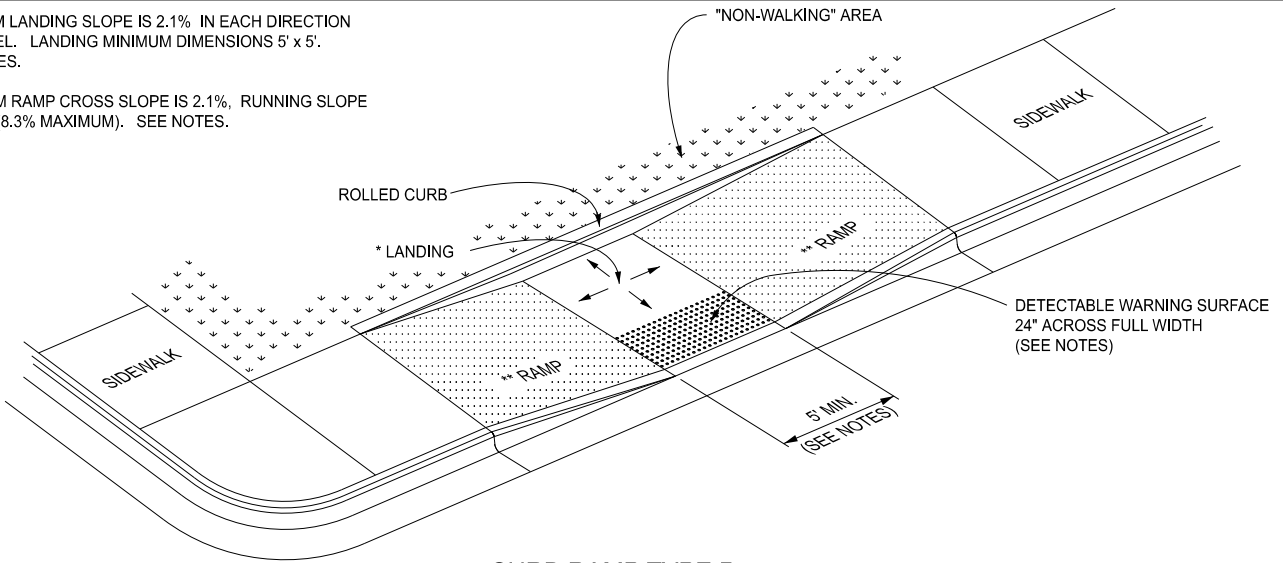 LANDING SLOPE IS 2.1% IN EACH DIRECTION
LANDING MINIMUM DIMENSIONS 5' x 5'.
RAMP CROSS SLOPE IS 2.1%, RUNNING SLOPE
8.3% MAXIMUM). SEE NOTES.
"NON-WALKING" AREA
SIDEWALK
ROLLED CURB
* LANDING
** RAMP
DETECTABLE WARNING SURFACE
24" ACROSS FULL WIDTH
(SEE NOTES)
SIDEWALK
** RAMP
5' MIN.
(SEE NOTES)